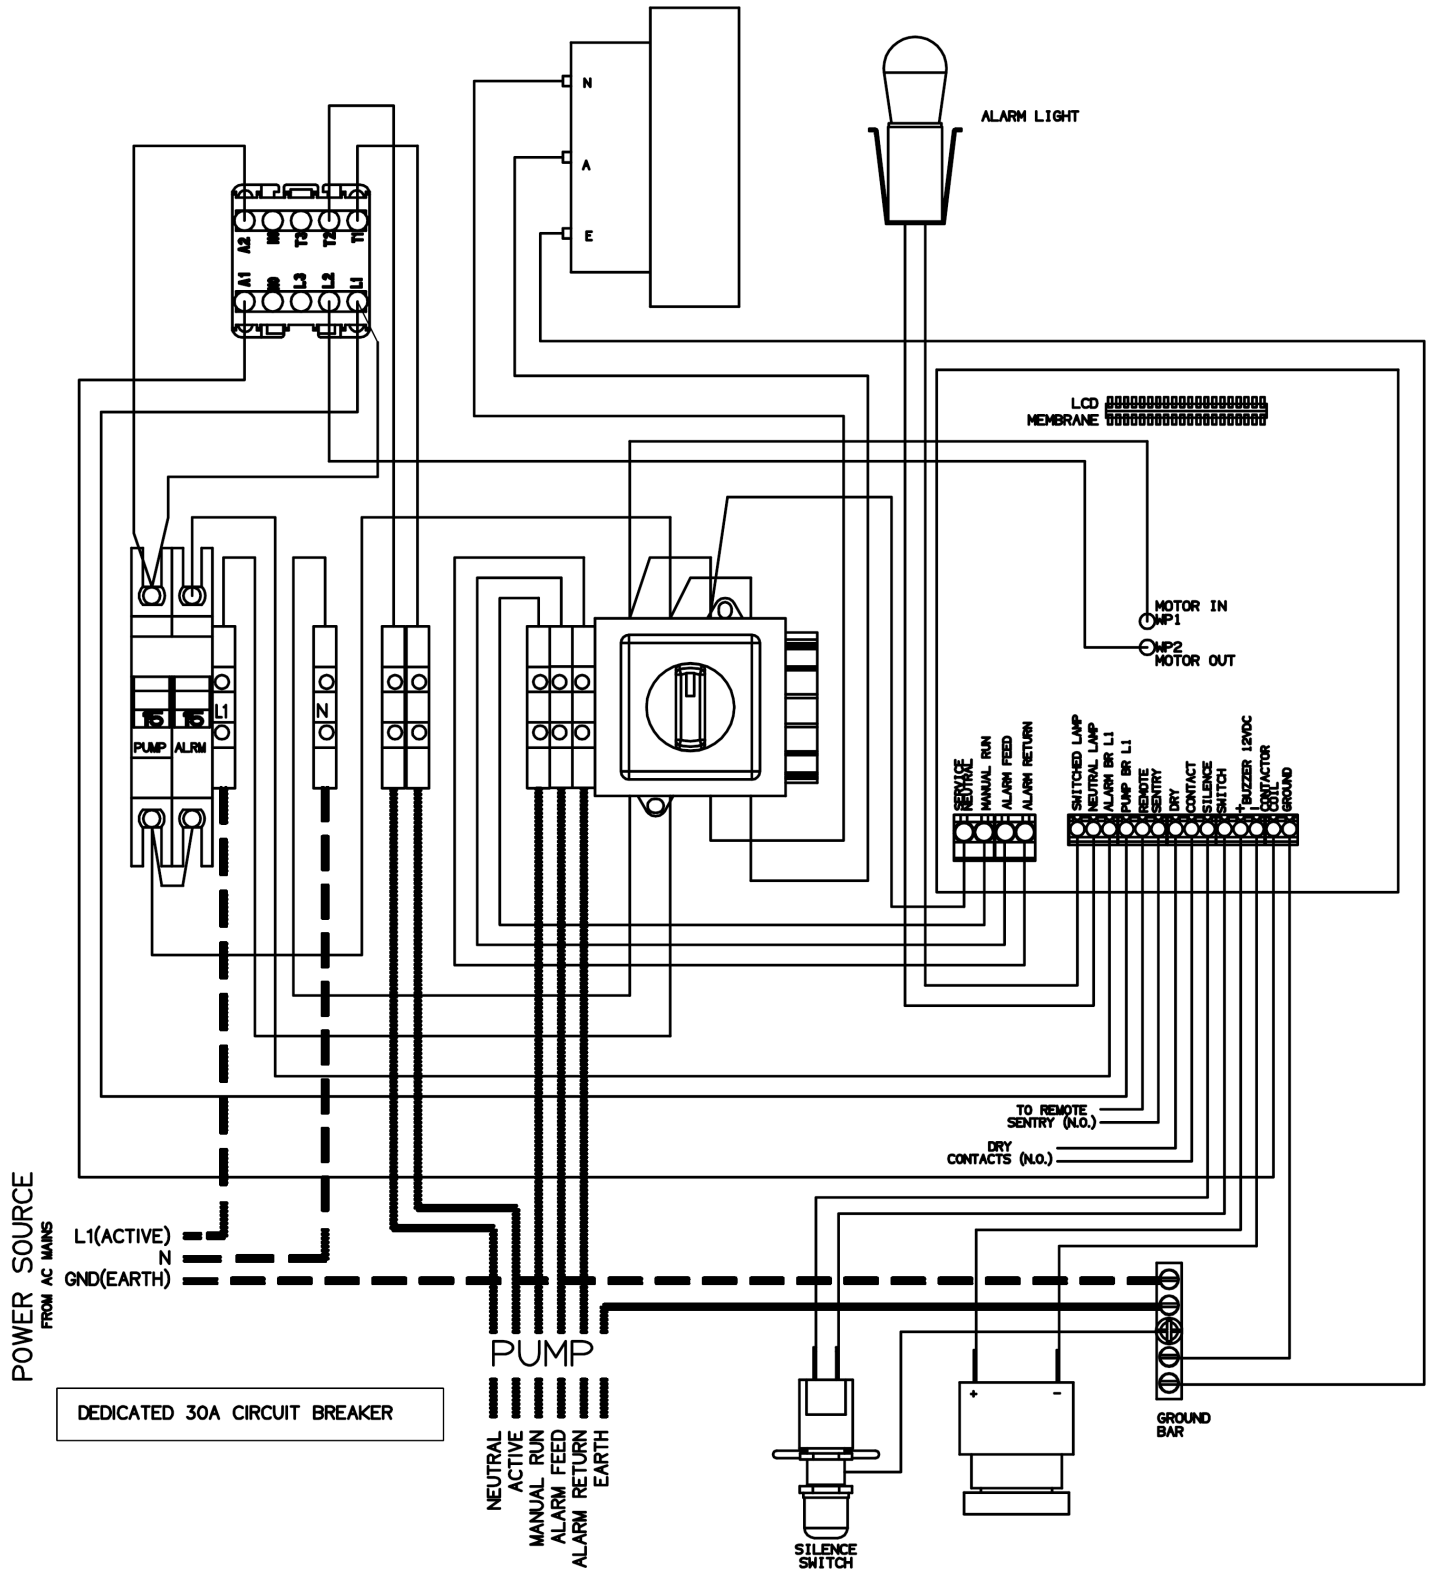 N
A
E
ALARM LIGHT
A2
NO
T3
T2
T1
A1
NO
L3
L2
L1
LCD
MEMBRANE
MOTOR IN
WP1
WP2
MOTOR OUT
15
15
PUMP
ALRM
L1
N
SERVICE
NEUTRAL
MANUAL RUN
ALARM FEED
ALARM RETURN
SWITCHED LAMP
NEUTRAL LAMP
ALARM BR L1
PUMP BR L1
REMOTE
SENTRY
DRY
CONTACT
SILENCE
SWITCH
+
BUZZER 12VDC
–
CONTACTOR
COIL
GROUND
TO REMOTE
SENTRY (N.O.)
DRY
CONTACTS (N.O.)
POWER SOURCE
FROM AC MAINS
L1(ACTIVE)
N
GND(EARTH)
PUMP
DEDICATED 30A CIRCUIT BREAKER
NEUTRAL
ACTIVE
MANUAL RUN
ALARM FEED
ALARM RETURN
EARTH
+ –
GROUND
BAR
SILENCE
SWITCH